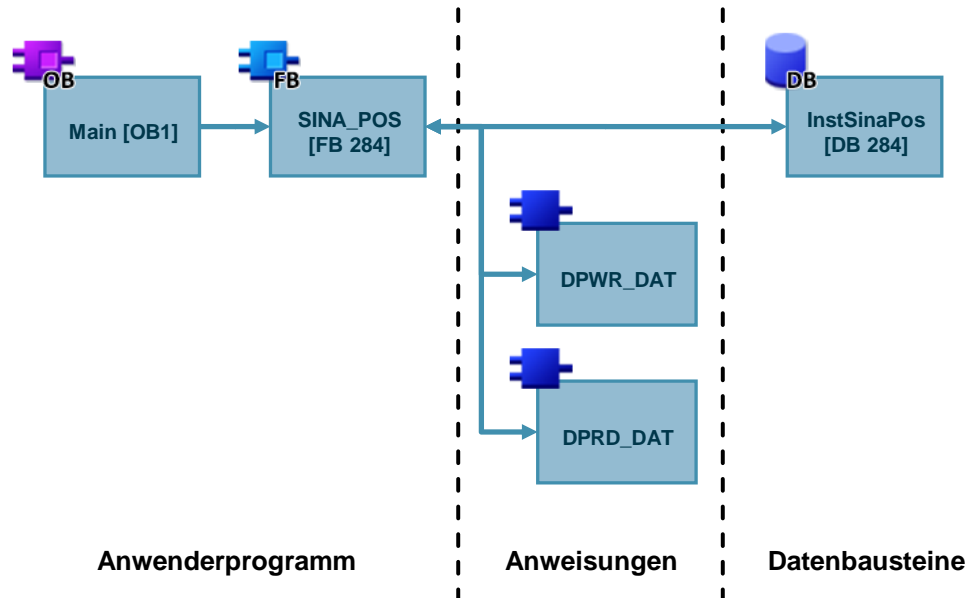 OB
FB
DB
Main [OB1]
SINA_POS
[FB 284]
InstSinaPos
[DB 284]
DPWR_DAT
DPRD_DAT
Anwenderprogramm
Anweisungen
Datenbausteine